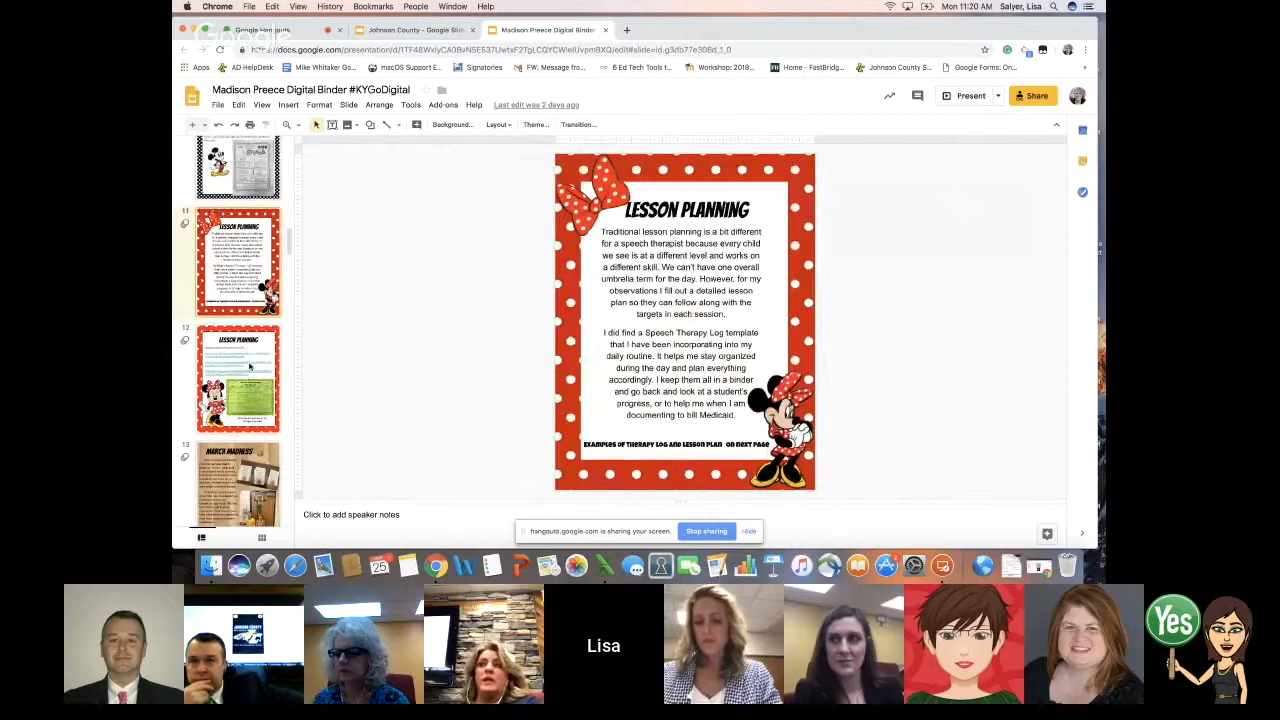 Chrome File Edit View History Bookmarks People Window Help
Mon 11:20 AM Salyer, Lisa
Google Hangouts
Johnson County - Google Slid
Madison Preece Digital Binder
Google
Apps AD HelpDesk Mike Whitaker Go... macOS Support E... Signatories FW: Message fro... 6 Ed Tech Tools t... Workshop: 2018... Home - FastBridg... Johnson County S... Google Forms: On...
Madison Preece Digital Binder #KYGoDigital
File Edit View Insert Format Slide Arrange Tools Add-ons Help Last edit was 2 days ago
Present Share
Background... Layout Theme... Transition...
11
LESSON PLANNING
12
LESSON PLANNING
13
MARCH MADNESS
LESSON PLANNING
Traditional lesson planning is a bit different
for a speech therapist because every child
we see is at a different level and works on
a different skill. We can't have one overall
umbrella term for the day. However, for my
observations I fill out a detailed lesson
plan so they can follow along with the
targets in each session.
I did find a Speech Therapy Log template
that I have been incorporating into my
daily routine. It helps me stay organized
during the day and plan everything
accordingly. I keep them all in a binder
and go back and look at a student's
progress, or to help me when I am
documenting to bill Medicaid.
Examples of therapy log and lesson plan on next page
Click to add speaker notes
hangouts.google.com is sharing your screen. Stop sharing Hide
25
JOHNSON COUNTY
Lisa
Yes